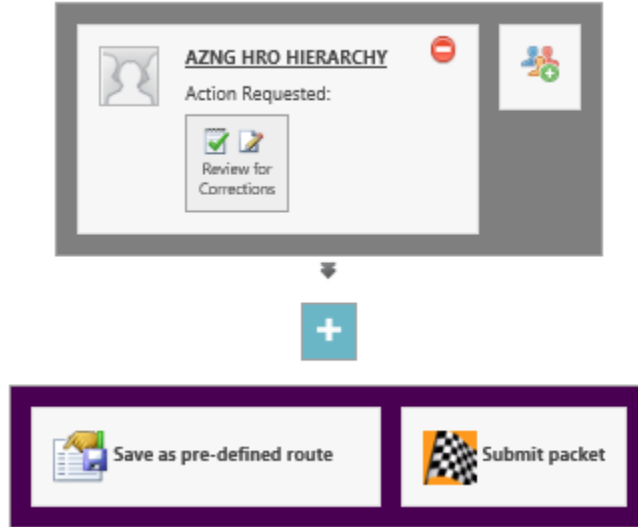 AZNG HRO HIERARCHY
Action Requested:
Review for
Corrections
Save as pre-defined route
Submit packet